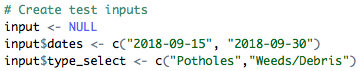 # Create test inputs
input <- NULL
input$dates <- c("2018-09-15", "2018-09-30")
input$type_select <- c("Potholes","Weeds/Debris")